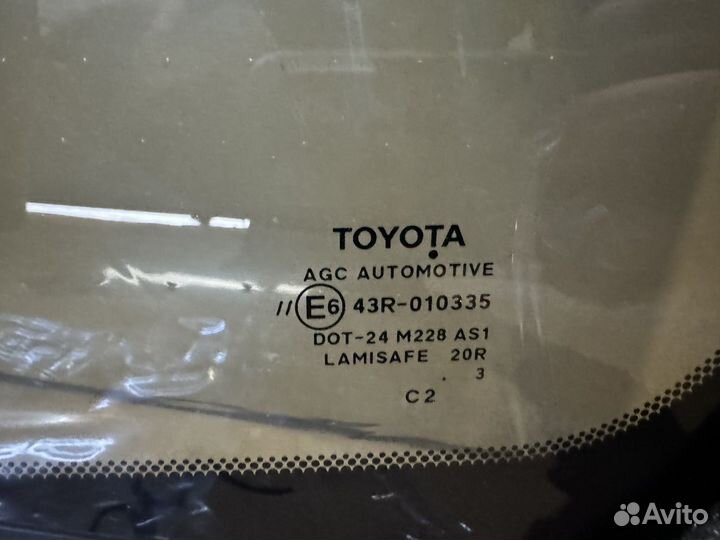 TOYOTA
AGC AUTOMOTIVE
// E6 43R-010335
DOT-24 M228 AS1
LAMISAFE 20R
. 3
C2
Avito